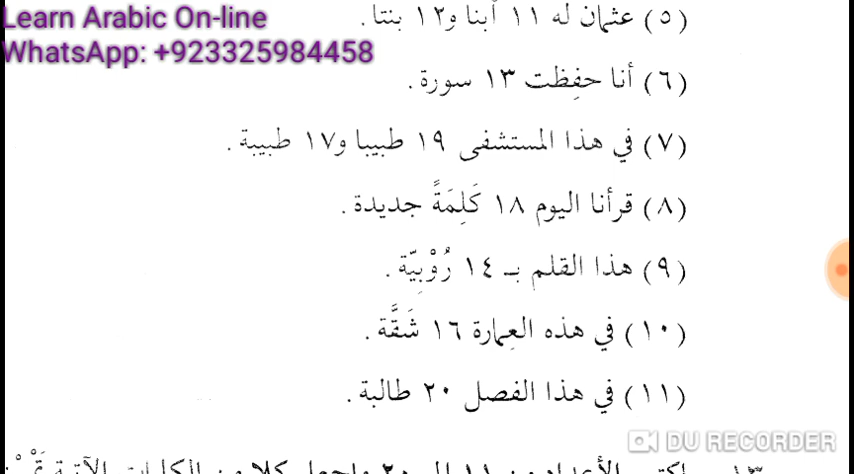 Learn Arabic On-line
WhatsApp: +923325984458
(٥) عثمان له ١١ ابنا و١٢ بنتا.
(٦) أنا حفِظت ١٣ سورة.
(٧) في هذا المستشفى ١٩ طبيبا و١٧ طبيبة.
(٨) قرأنا اليوم ١٨ كَلِمَةً جديدة.
(٩) هذا القلم بـ ١٤ رُوْبِيّة.
(١٠) في هذه العِمارة ١٦ شَقَّة.
(١١) في هذا الفصل ٢٠ طالبة.
DU RECORDER